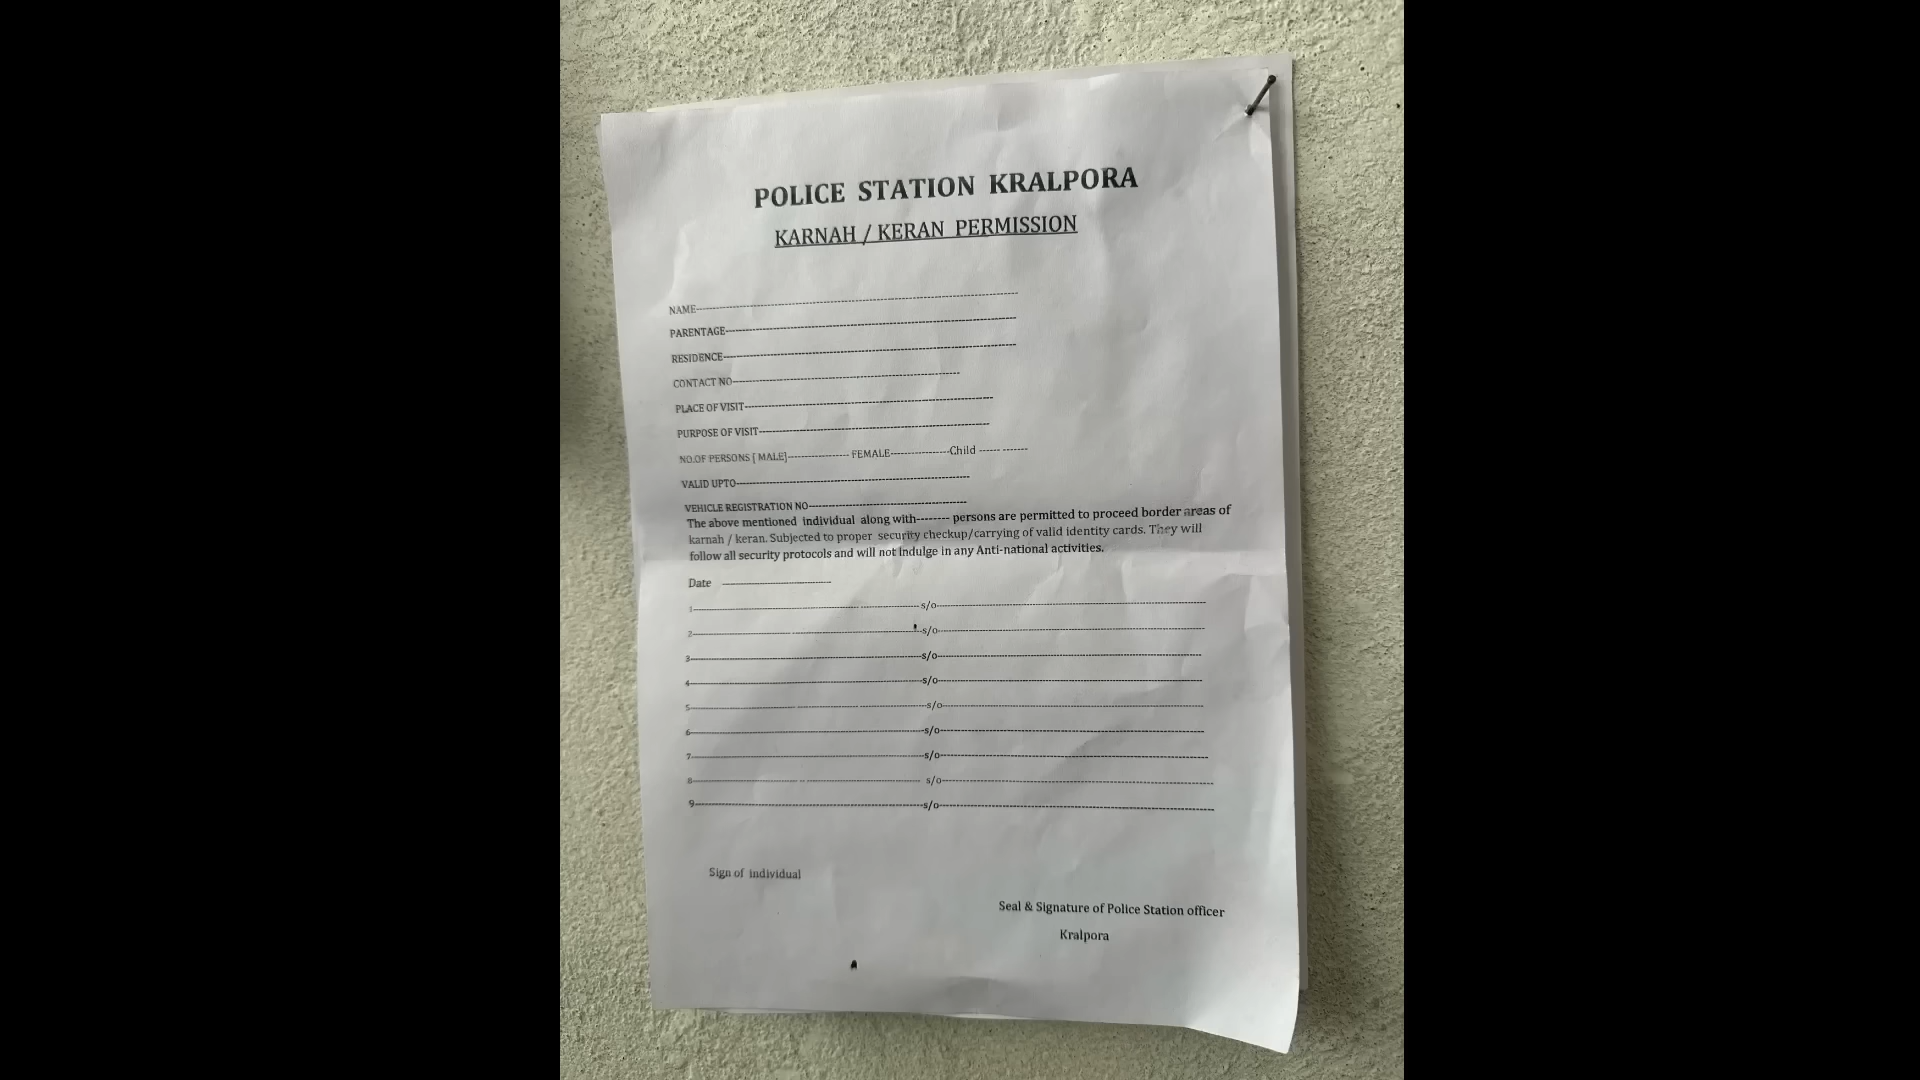 POLICE STATION KRALPORA
KARNAH / KERAN PERMISSION
NAME------------------------------
PARENTAGE------------------------------
RESIDENCE------------------------------
CONTACT NO------------------------------
PLACE OF VISIT------------------------------
PURPOSE OF VISIT------------------------------
NO.OF PERSONS [ MALE]---------------- FEMALE----------------Child ------ -------
VALID UPTO------------------------------
VEHICLE REGISTRATION NO------------------------------
The above mentioned individual along with-------- persons are permitted to proceed border areas of
karnah / keran. Subjected to proper security checkup/carrying of valid identity cards. They will
follow all security protocols and will not indulge in any Anti-national activities.
Date ------------------------------
1------------------------------s/o------------------------------
2------------------------------s/o------------------------------
3------------------------------s/o------------------------------
4------------------------------s/o------------------------------
5------------------------------s/o------------------------------
6------------------------------s/o------------------------------
7------------------------------s/o------------------------------
8------------------------------ s/o------------------------------
9------------------------------s/o------------------------------
Sign of individual
Seal & Signature of Police Station officer
Kralpora